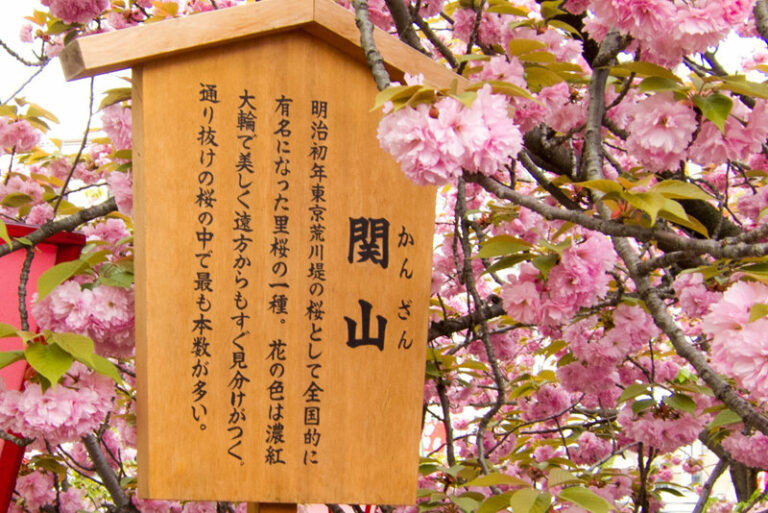 関山
かんざん
明治初年東京荒川堤の桜として全国的に
有名になった里桜の一種。花の色は濃紅
大輪で美しく遠方からもすぐ見分けがつく。
通り抜けの桜の中で最も本数が多い。